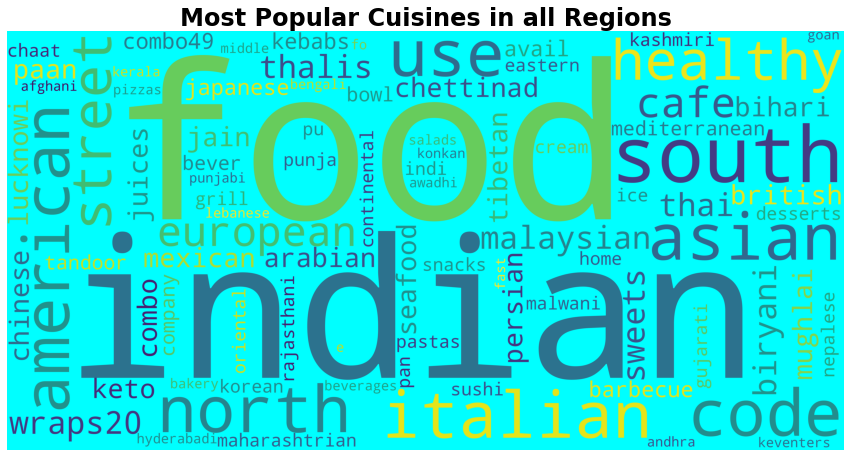 Most Popular Cuisines in all Regions
chaat
paan
afghani
lucknowi
street
combo49
middle
kebabs
fo
kerala
pizzas
japanese
bengali
thalis
use
avail
eastern
kashmiri
goan
healthy
bowl
chettinad
cafe
bihari
mediterranean
american
juices
food
jain
pu
punja
bever
punjabi
grill
lebanese
continental
salads
konkan
indi
awadhi
tibetan
cream
south
ice
british
thai
desserts
chinese
european
tandoor
mexican
arabian
malaysian
asian
home
snacks
seafood
fast
persian
malwani
combo
company
oriental
rajasthani
indian
o
pan
pastas
sweets
gujarati
biryani
mughlai
nepalese
keto
bakery
korean
beverages
sushi
barbecue
wraps20
north
italian
code
hyderabadi
maharashtrian
andhra
keventers